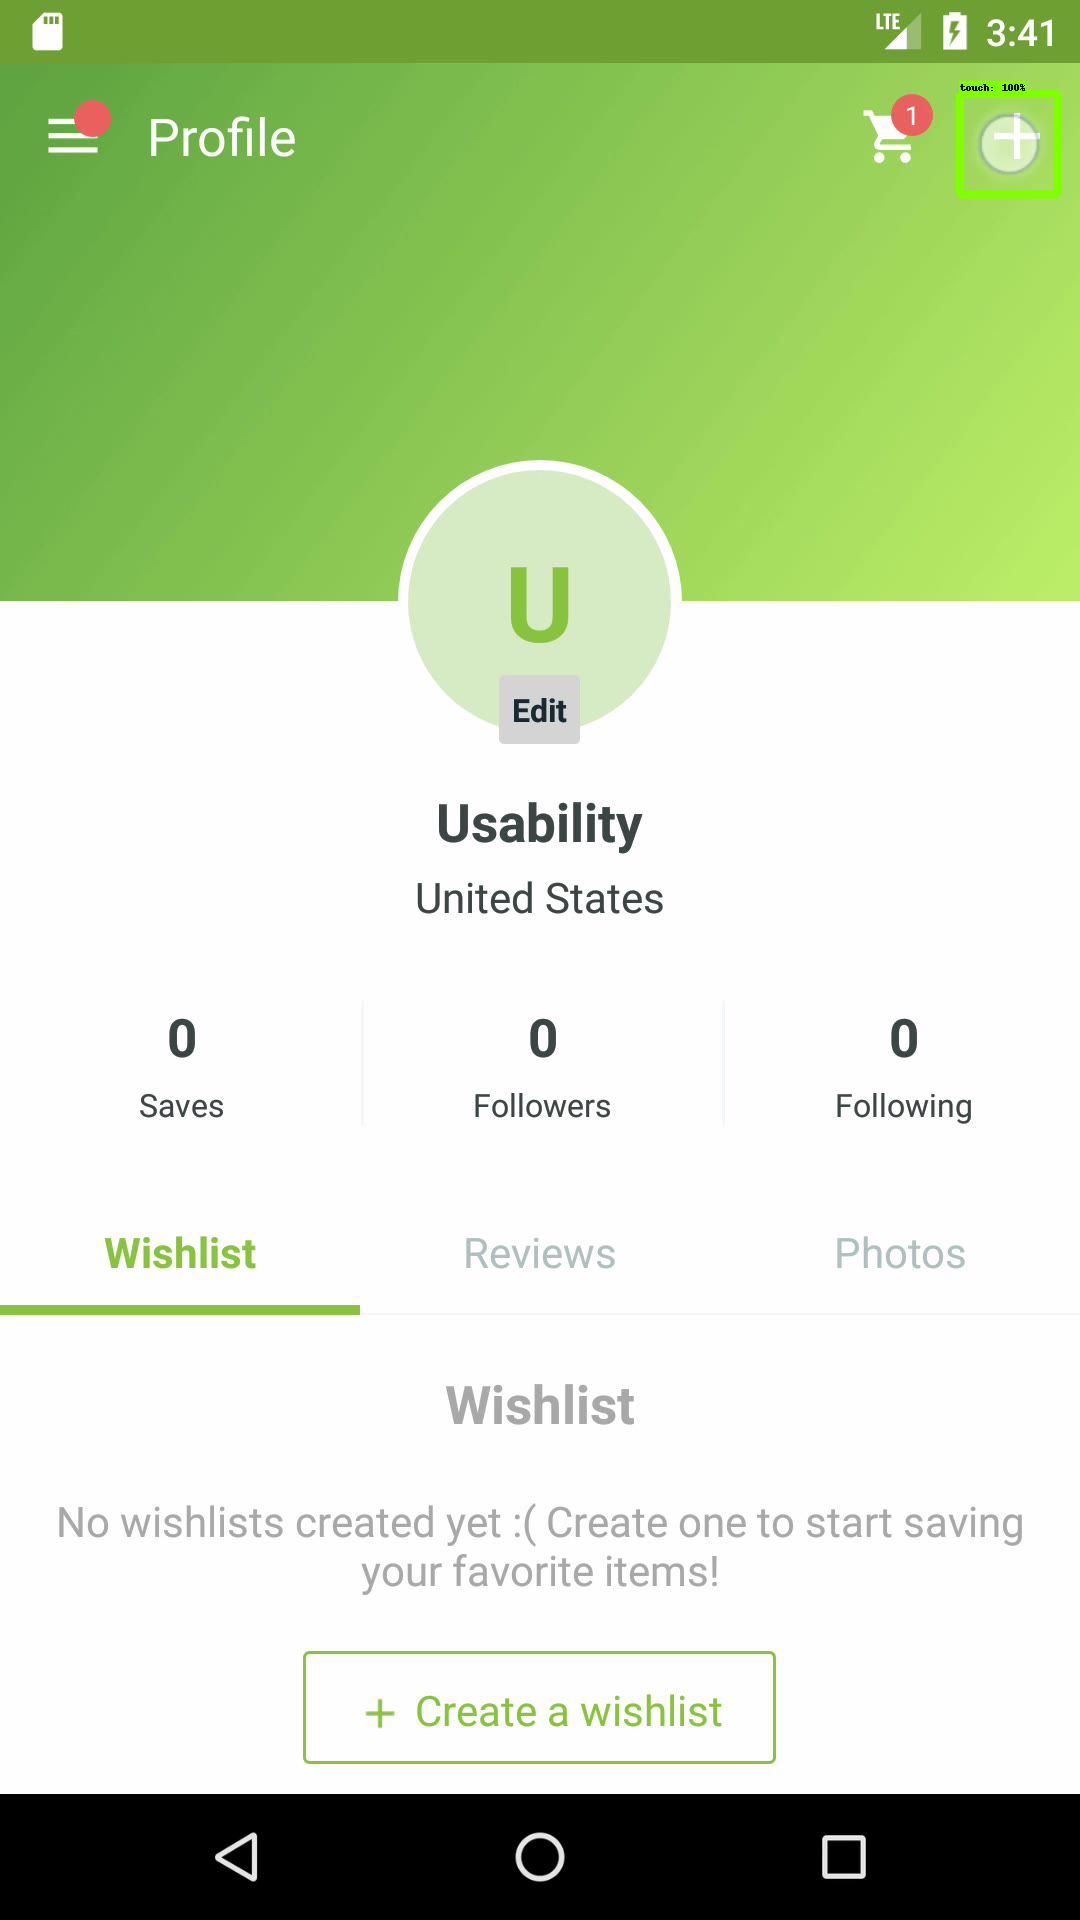 LTE 3:41
touch: 100%
Profile 1
U
Edit
Usability
United States
0 0 0
Saves Followers Following
Wishlist Reviews Photos
Wishlist
No wishlists created yet :( Create one to start saving
your favorite items!
+ Create a wishlist